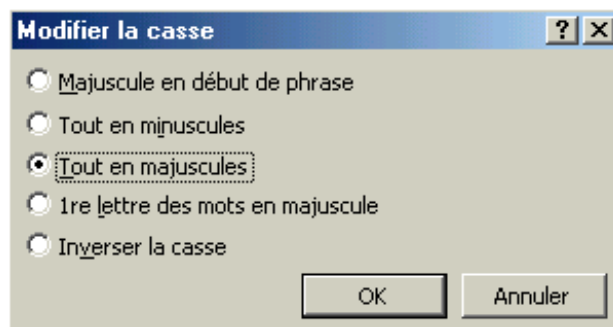 Modifier la casse
Majuscule en début de phrase
Tout en minuscules
Tout en majuscules
1re lettre des mots en majuscule
Inverser la casse
OK Annuler